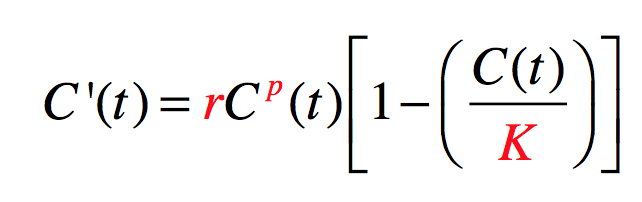 C'(t) = rC^p(t)[1 − (C(t)/K)]